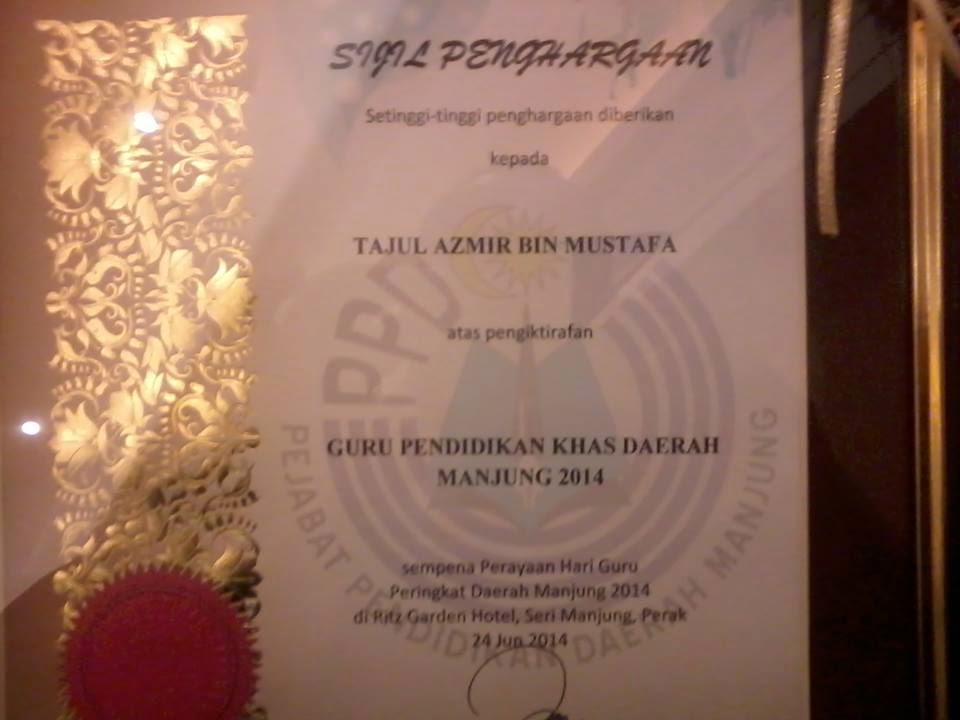 SIJIL PENGHARGAAN
Setinggi-tinggi penghargaan diberikan
kepada
TAJUL AZMIR BIN MUSTAFA
atas pengiktirafan
GURU PENDIDIKAN KHAS DAERAH
MANJUNG 2014
sempena Perayaan Hari Guru
Peringkat Daerah Manjung 2014
di Ritz Garden Hotel, Seri Manjung, Perak
24 Jun 2014
PPD
PEJABAT PENDIDIKAN DAERAH MANJUNG